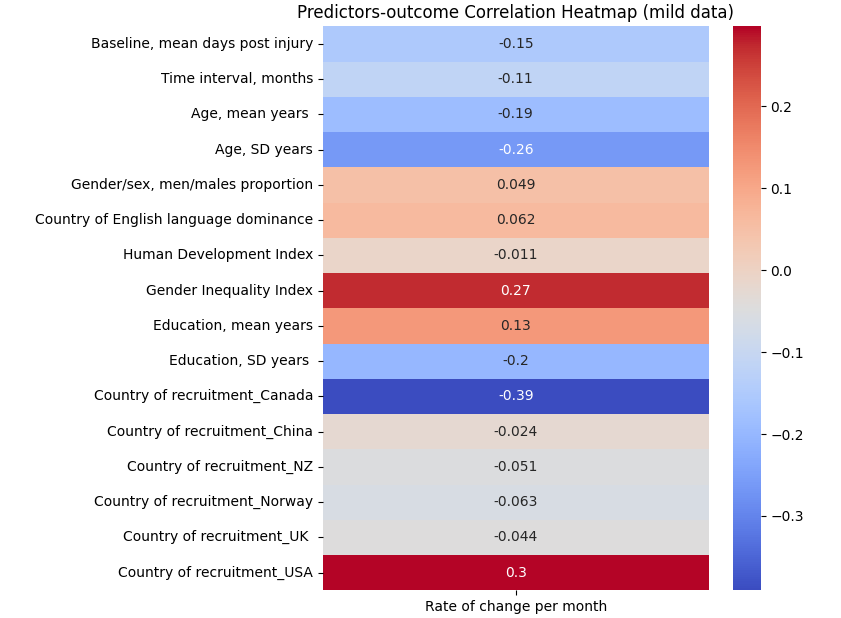 Predictors-outcome Correlation Heatmap (mild data)
Baseline, mean days post injury -0.15
Time interval, months -0.11
Age, mean years -0.19
Age, SD years -0.26
Gender/sex, men/males proportion 0.049
Country of English language dominance 0.062
Human Development Index -0.011
Gender Inequality Index 0.27
Education, mean years 0.13
Education, SD years -0.2
Country of recruitment_Canada -0.39
Country of recruitment_China -0.024
Country of recruitment_NZ -0.051
Country of recruitment_Norway -0.063
Country of recruitment_UK -0.044
Country of recruitment_USA 0.3
Rate of change per month
0.2
0.1
0.0
−0.1
−0.2
−0.3